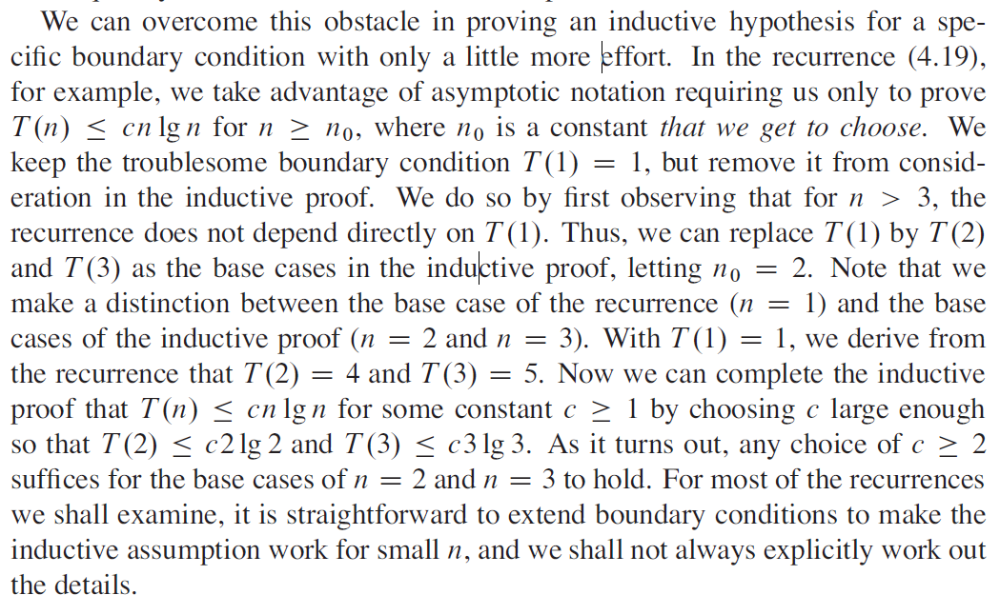 We can overcome this obstacle in proving an inductive hypothesis for a spe-
cific boundary condition with only a little more effort. In the recurrence (4.19),
for example, we take advantage of asymptotic notation requiring us only to prove
T(n) ≤ cn lg n for n ≥ n₀, where n₀ is a constant that we get to choose. We
keep the troublesome boundary condition T(1) = 1, but remove it from consid-
eration in the inductive proof. We do so by first observing that for n > 3, the
recurrence does not depend directly on T(1). Thus, we can replace T(1) by T(2)
and T(3) as the base cases in the inductive proof, letting n₀ = 2. Note that we
make a distinction between the base case of the recurrence (n = 1) and the base
cases of the inductive proof (n = 2 and n = 3). With T(1) = 1, we derive from
the recurrence that T(2) = 4 and T(3) = 5. Now we can complete the inductive
proof that T(n) ≤ cn lg n for some constant c ≥ 1 by choosing c large enough
so that T(2) ≤ c2 lg 2 and T(3) ≤ c3 lg 3. As it turns out, any choice of c ≥ 2
suffices for the base cases of n = 2 and n = 3 to hold. For most of the recurrences
we shall examine, it is straightforward to extend boundary conditions to make the
inductive assumption work for small n, and we shall not always explicitly work out
the details.